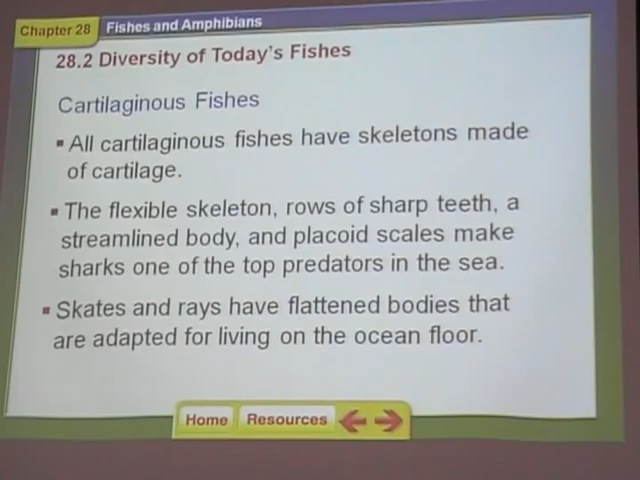 Chapter 28 Fishes and Amphibians
28.2 Diversity of Today's Fishes
Cartilaginous Fishes
▪ All cartilaginous fishes have skeletons made
of cartilage.
▪ The flexible skeleton, rows of sharp teeth, a
streamlined body, and placoid scales make
sharks one of the top predators in the sea.
▪ Skates and rays have flattened bodies that
are adapted for living on the ocean floor.
Home Resources